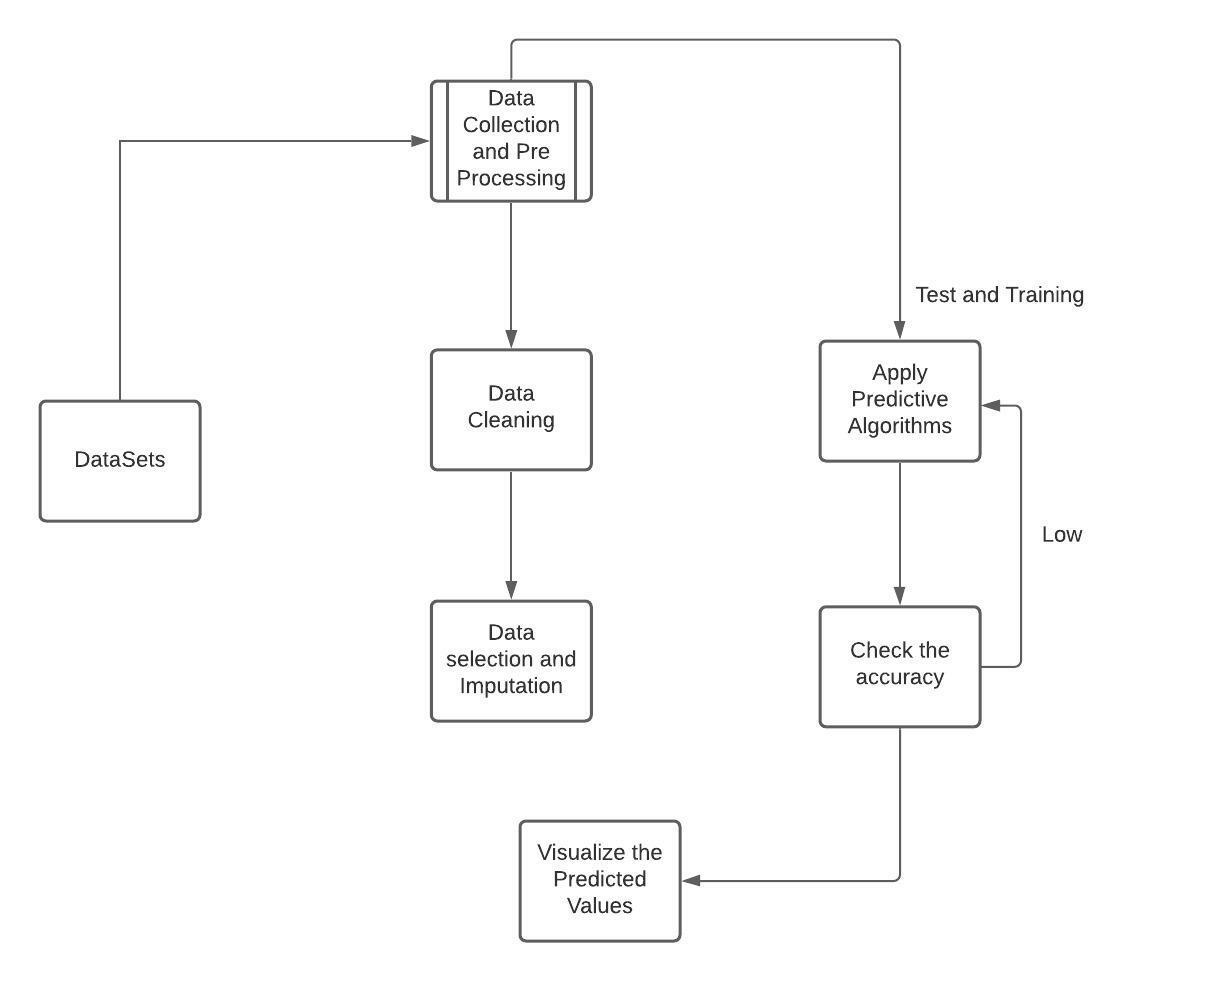 Data
Collection
and Pre
Processing
Test and Training
Apply
Predictive
Algorithms
Data
Cleaning
DataSets
Low
Data
selection and
Imputation
Check the
accuracy
Visualize the
Predicted
Values